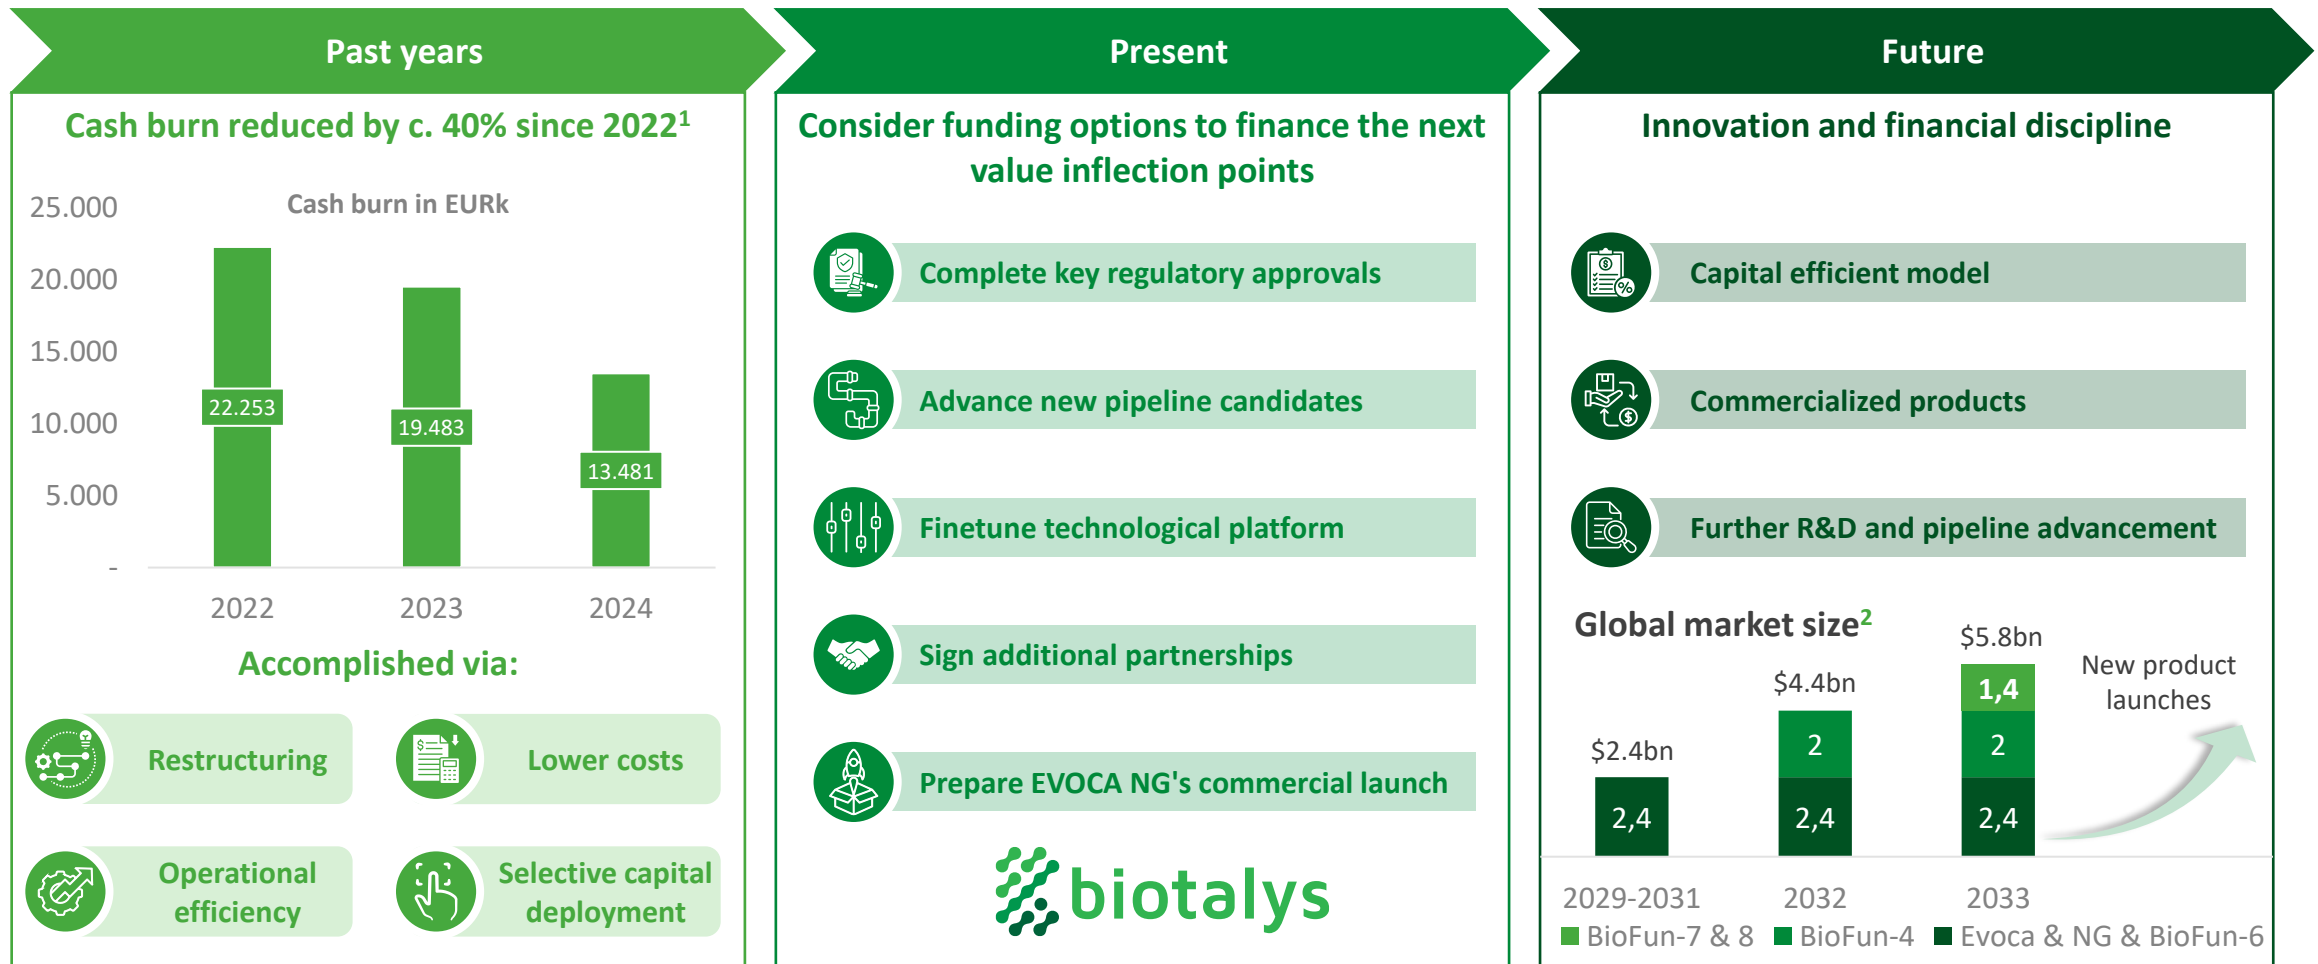 Past years
Cash burn reduced by c. 40% since 2022¹
Cash burn in EURk
25.000
20.000
15.000
10.000
5.000
-
22.253
19.483
13.481
2022
2023
2024
Accomplished via:
Restructuring
Lower costs
Operational
efficiency
Selective capital
deployment
Present
Consider funding options to finance the next
value inflection points
Complete key regulatory approvals
Advance new pipeline candidates
Finetune technological platform
Sign additional partnerships
Prepare EVOCA NG's commercial launch
biotalys
Future
Innovation and financial discipline
Capital efficient model
Commercialized products
Further R&D and pipeline advancement
Global market size²
$2.4bn
2,4
$4.4bn
2
2,4
$5.8bn
1,4
2
2,4
New product
launches
2029-2031
2032
2033
BioFun-7 & 8
BioFun-4
Evoca & NG & BioFun-6